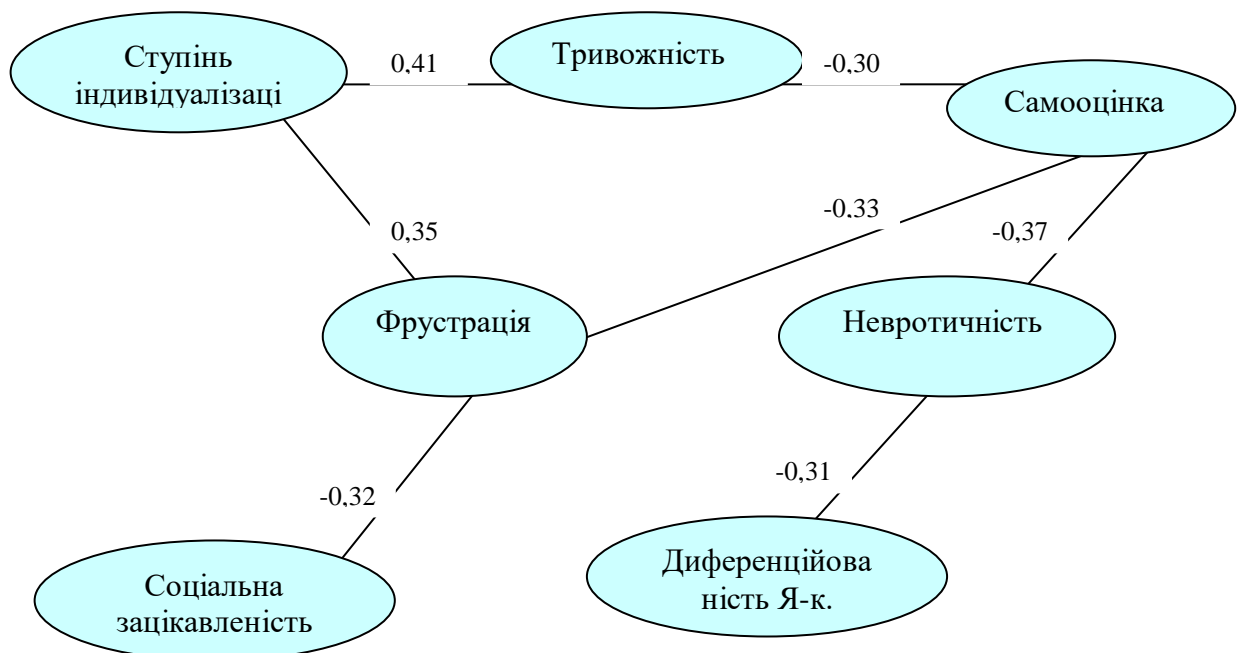 Ступінь
індивідуалізаці
0,41
Тривожність
-0,30
Самооцінка
0,35
-0,33
-0,37
Фрустрація
Невротичність
-0,32
-0,31
Соціальна
зацікавленість
Диференційова
ність Я-к.